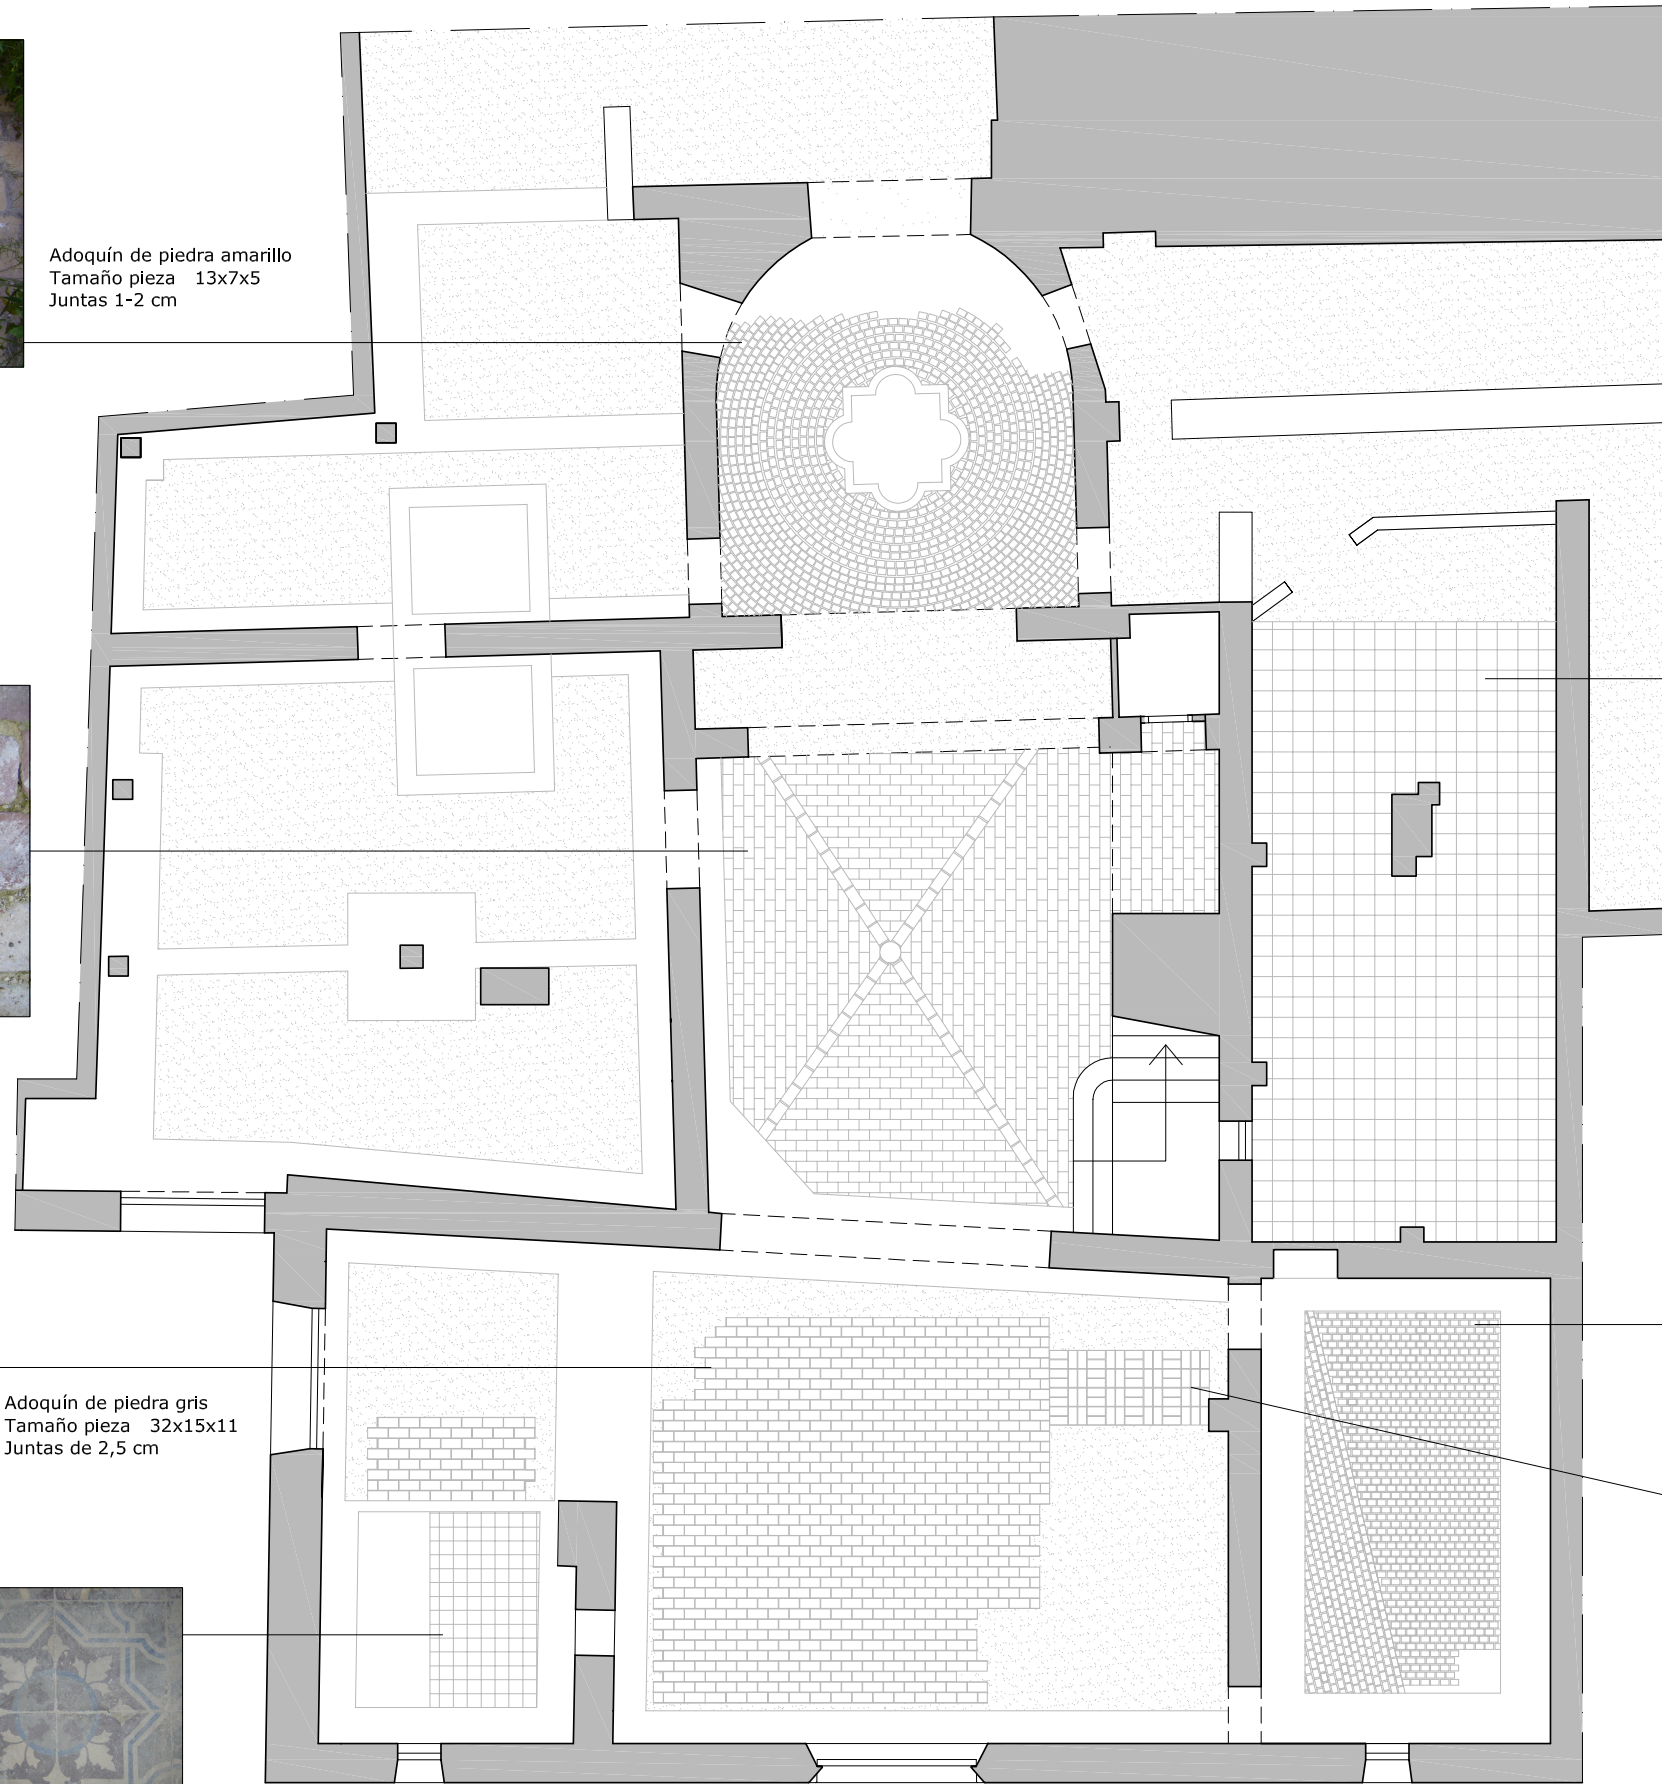 Adoquín de piedra amarillo
Tamaño pieza 13x7x5
Juntas 1-2 cm
Adoquín de piedra gris
Tamaño pieza 32x15x11
Juntas de 2,5 cm